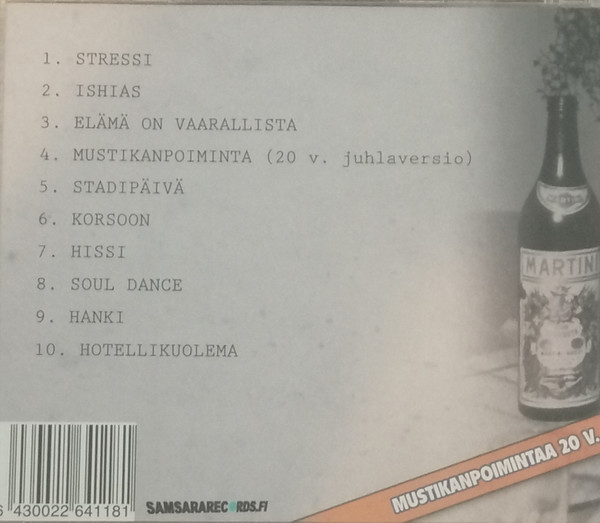 1. STRESSI
2. ISHIAS
3. ELÄMÄ ON VAARALLISTA
4. MUSTIKANPOIMINTA (20 v. juhlaversio)
5. STADIPÄIVÄ
6. KORSOON
7. HISSI
8. SOUL DANCE
9. HANKI
10. HOTELLIKUOLEMA
MARTINI
6 430022 641181
SAMSARARECORDS.FI
MUSTIKANPOIMINTAA 20 V.